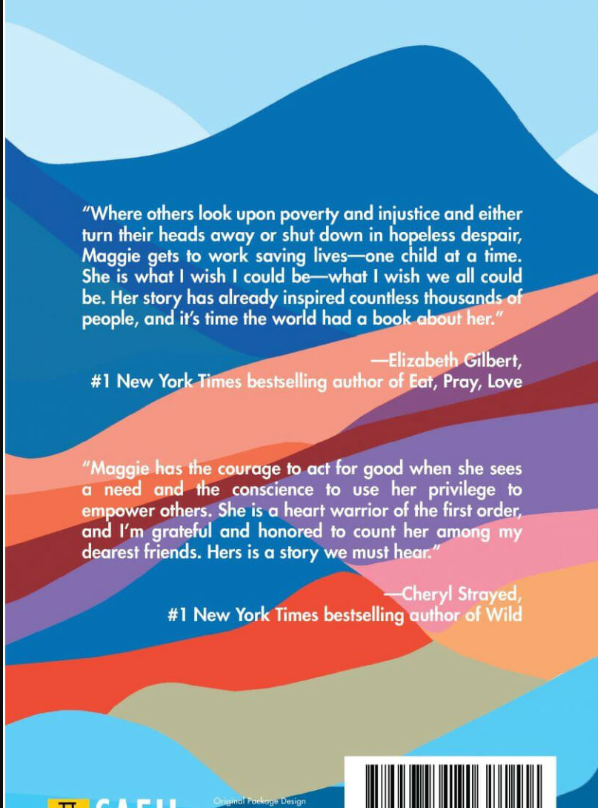 “Where others look upon poverty and injustice and either
turn their heads away or shut down in hopeless despair,
Maggie gets to work saving lives—one child at a time.
She is what I wish I could be—what I wish we all could
be. Her story has already inspired countless thousands of
people, and it’s time the world had a book about her.”
—Elizabeth Gilbert,
#1 New York Times bestselling author of Eat, Pray, Love
“Maggie has the courage to act for good when she sees
a need and the conscience to use her privilege to
empower others. She is a heart warrior of the first order,
and I’m grateful and honored to count her among my
dearest friends. Hers is a story we must hear.”
—Cheryl Strayed,
#1 New York Times bestselling author of Wild
Original Package Design